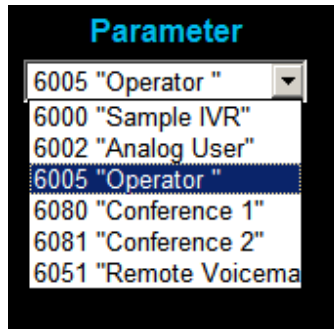 Parameter
6005 "Operator "
6000 "Sample IVR"
6002 "Analog User"
6005 "Operator "
6080 "Conference 1"
6081 "Conference 2"
6051 "Remote Voicema